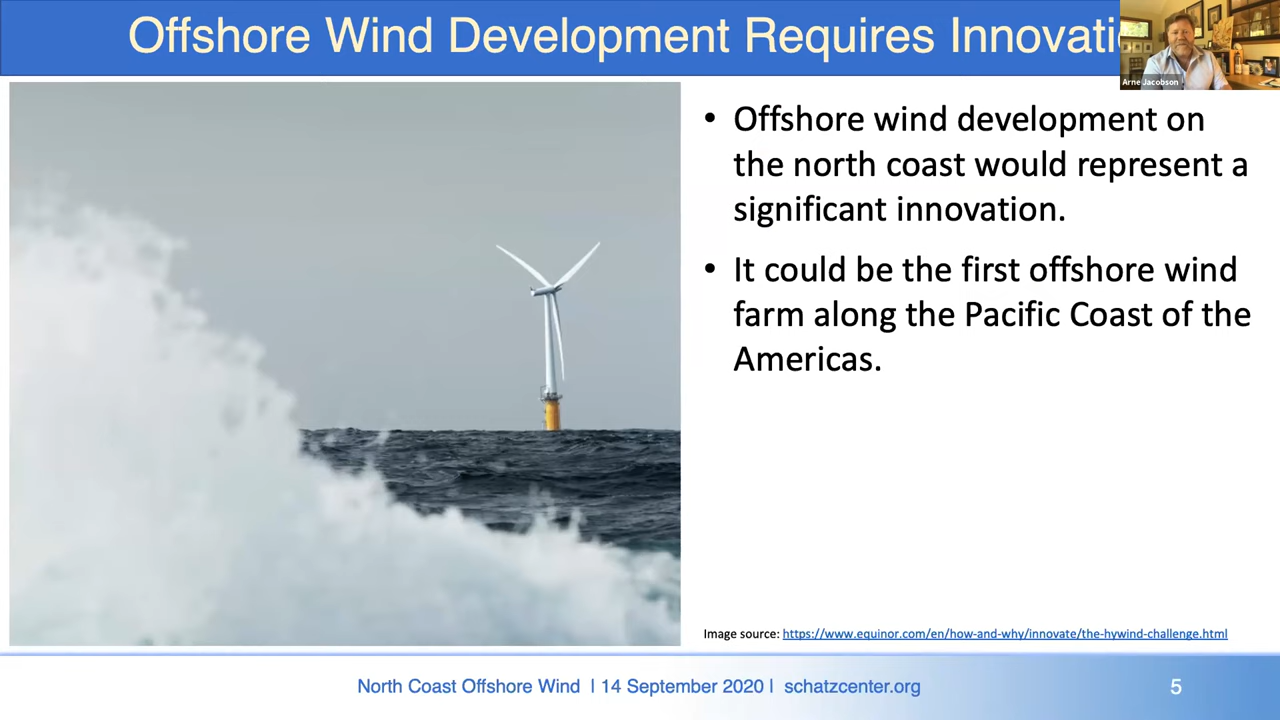 Offshore Wind Development Requires Innovati
Arne Jacobson
• Offshore wind development on
the north coast would represent a
significant innovation.
• It could be the first offshore wind
farm along the Pacific Coast of the
Americas.
Image source: https://www.equinor.com/en/how-and-why/innovate/the-hywind-challenge.html
North Coast Offshore Wind | 14 September 2020 | schatzcenter.org
5